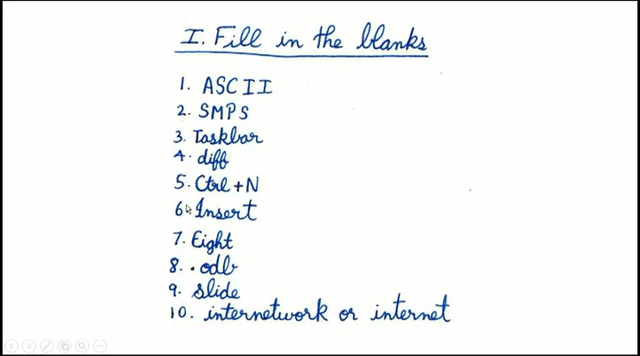 I. Fill in the blanks
1. ASCII
2. SMPS
3. Taskbar
4. diff
5. Ctrl+N
6. Insert
7. Eight
8. .odb
9. slide
10. internetwork or internet